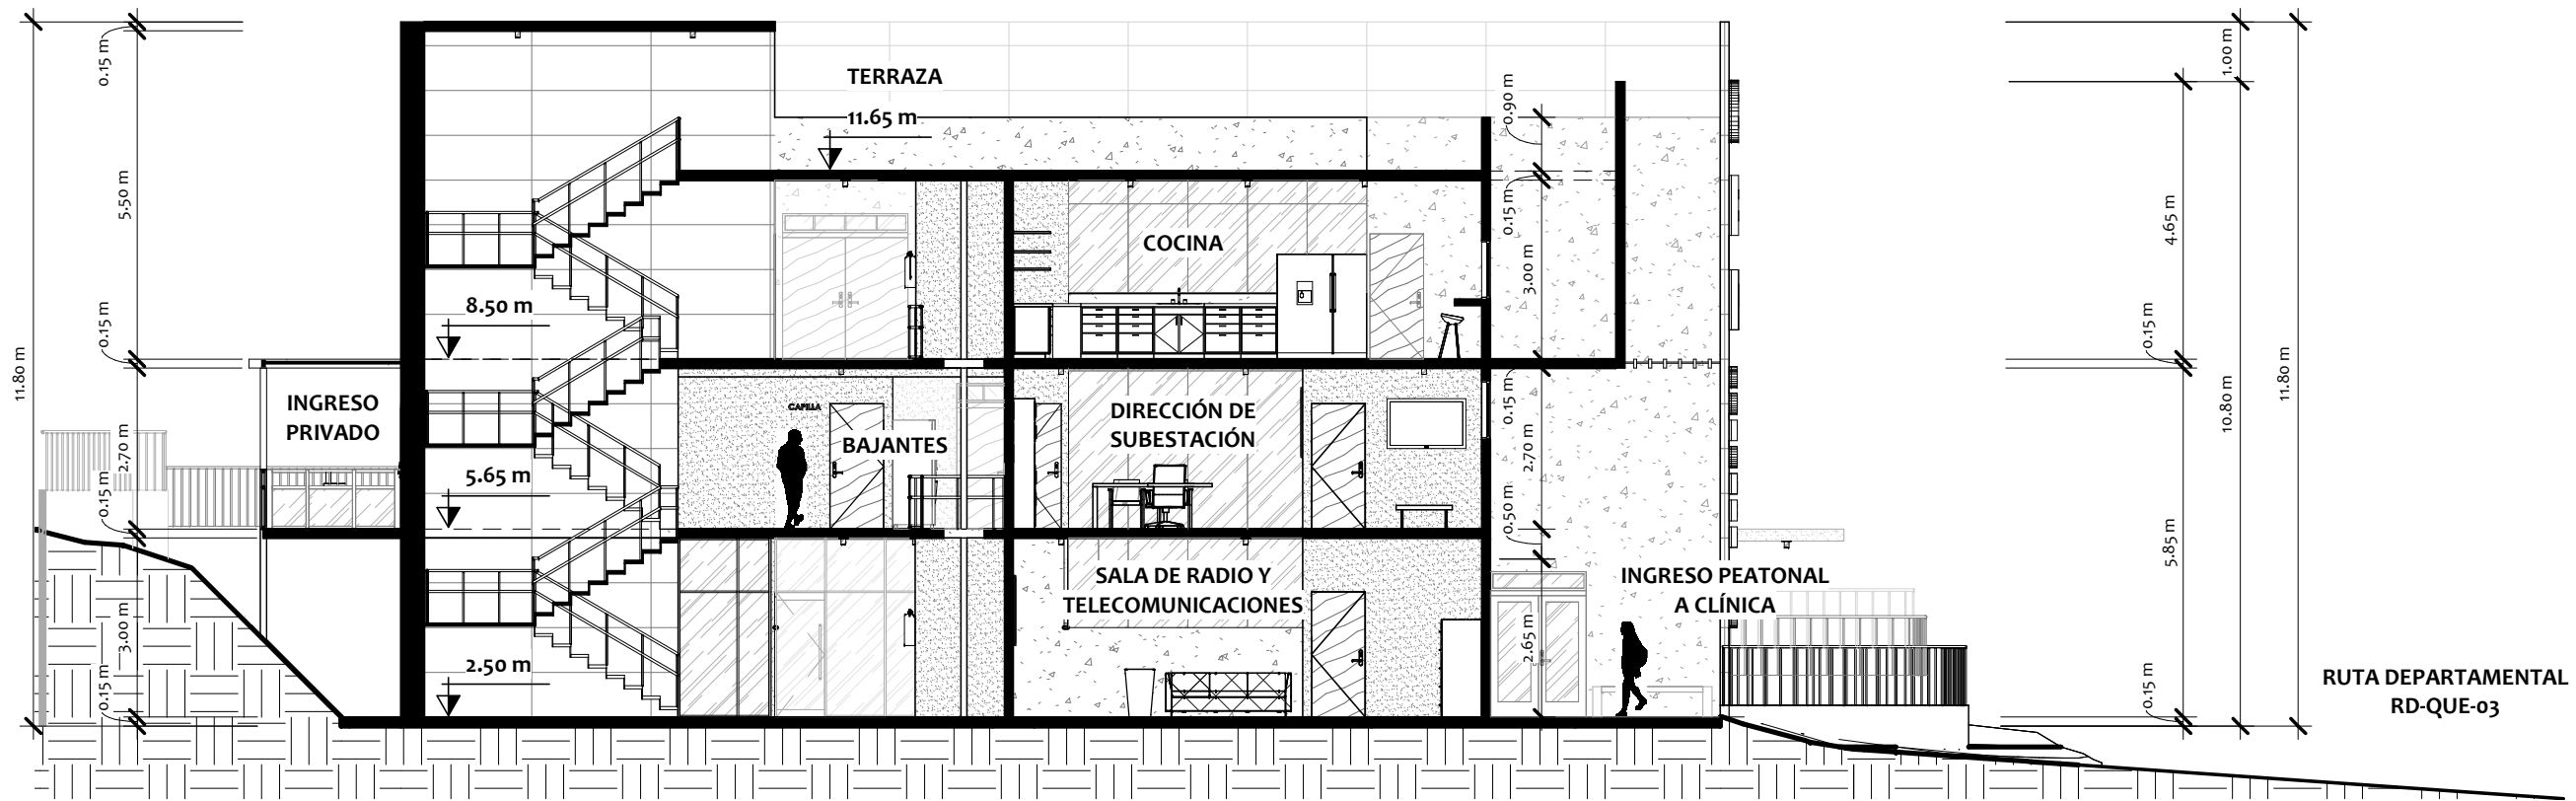 TERRAZA
11.65 m
COCINA
8.50 m
INGRESO
PRIVADO
CAPILLA
BAJANTES
DIRECCIÓN DE
SUBESTACIÓN
5.65 m
SALA DE RADIO Y
TELECOMUNICACIONES
INGRESO PEATONAL
A CLÍNICA
2.50 m
RUTA DEPARTAMENTAL
RD-QUE-03
11.80 m
0.15 m
5.50 m
0.15 m
2.70 m
0.15 m
3.00 m
0.15 m
0.90 m
0.15 m
3.00 m
0.15 m
2.70 m
0.50 m
2.65 m
4.65 m
0.15 m
5.85 m
0.15 m
1.00 m
10.80 m
11.80 m